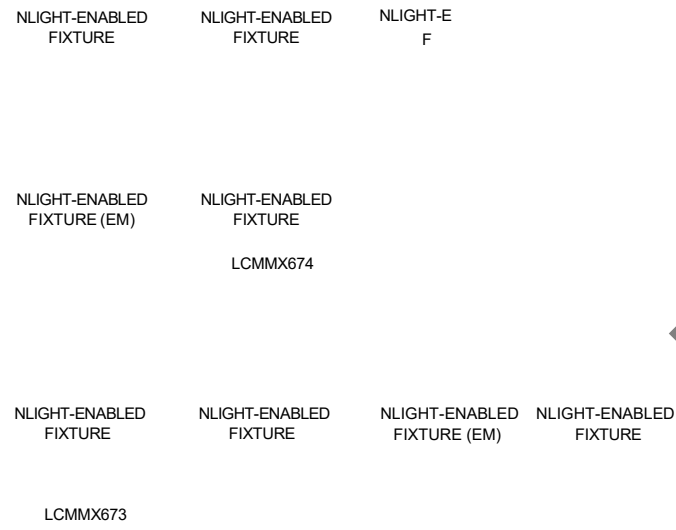 NLIGHT-ENABLED
FIXTURE
NLIGHT-ENABLED
FIXTURE
NLIGHT-E
F
NLIGHT-ENABLED
FIXTURE (EM)
NLIGHT-ENABLED
FIXTURE
LCMMX674
NLIGHT-ENABLED
FIXTURE
NLIGHT-ENABLED
FIXTURE
NLIGHT-ENABLED
FIXTURE (EM)
NLIGHT-ENABLED
FIXTURE
LCMMX673